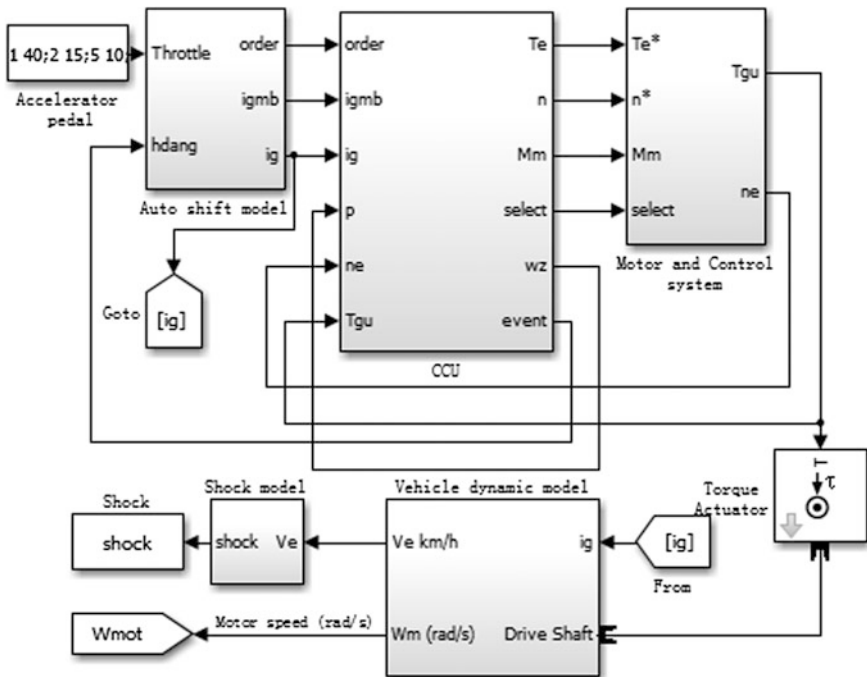 1 40;2 15;5 10,
Accelerator
pedal
Throttle
hdang
order
igmb
ig
Auto shift model
Goto
[ig]
order
igmb
ig
p
ne
Tgu
Te
n
Mm
select
wz
event
CCU
Te*
n*
Mm
select
Tgu
ne
Motor and Control
system
Torque
Actuator
T
τ
Shock
shock
Shock model
shock
Ve
Vehicle dynamic model
Ve km/h
ig
Wm (rad/s)
Drive Shaft
[ig]
From
Wmot
Motor speed (rad/s)